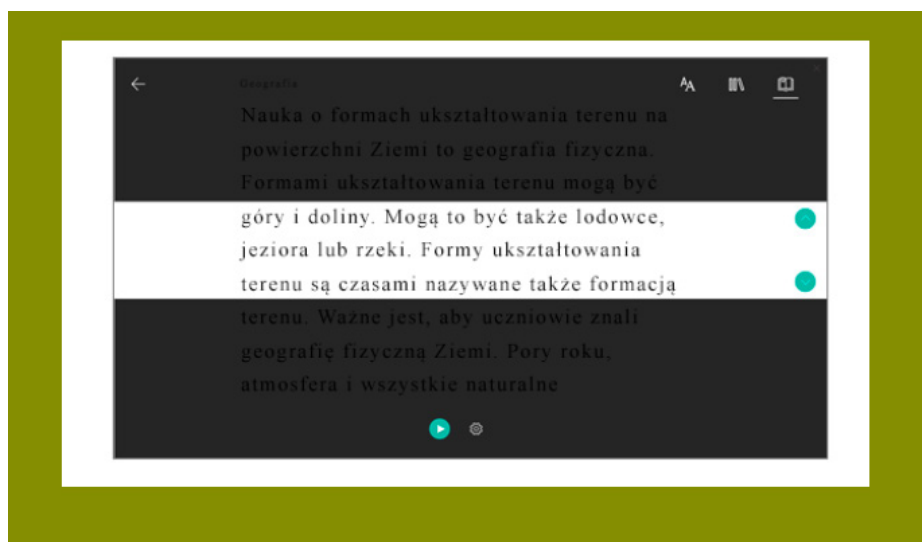 Geografia
AA
Nauka o formach ukształtowania terenu na
powierzchni Ziemi to geografia fizyczna.
Formami ukształtowania terenu mogą być
góry i doliny. Mogą to być także lodowce,
jeziora lub rzeki. Formy ukształtowania
terenu są czasami nazywane także formacją
terenu. Ważne jest, aby uczniowie znali
geografię fizyczną Ziemi. Pory roku,
atmosfera i wszystkie naturalne